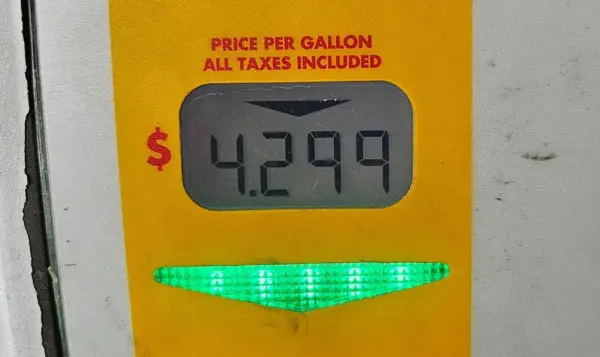 PRICE PER GALLON
ALL TAXES INCLUDED
$ 4.299